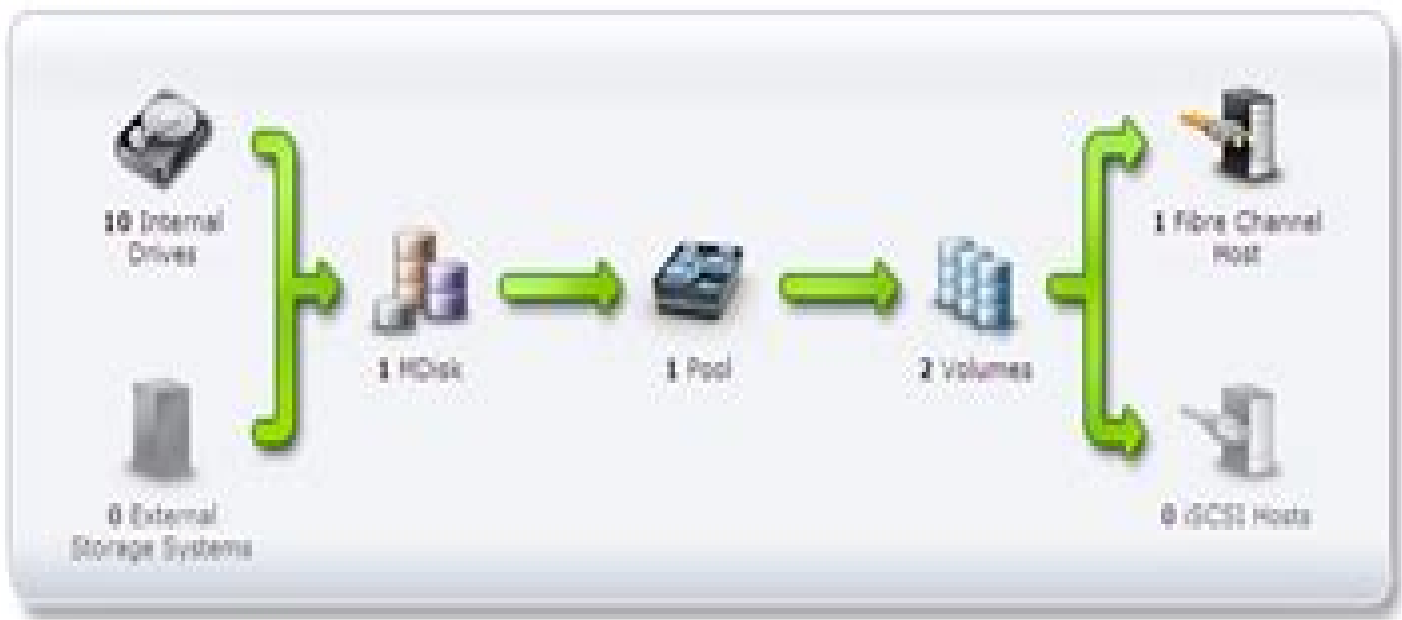 10 Internal
Drives
0 External
Storage Systems
1 MDisk
1 Pool
2 Volumes
1 Fibre Channel
Host
0 iSCSI Hosts